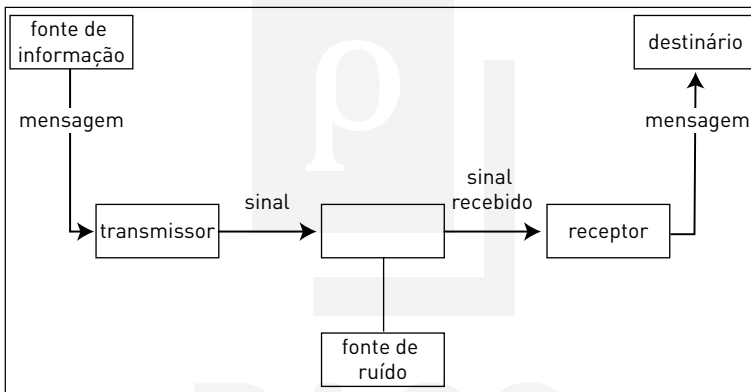 fonte de
informação
destinário
mensagem
mensagem
sinal
sinal
recebido
transmissor
receptor
fonte de
ruído
ρ